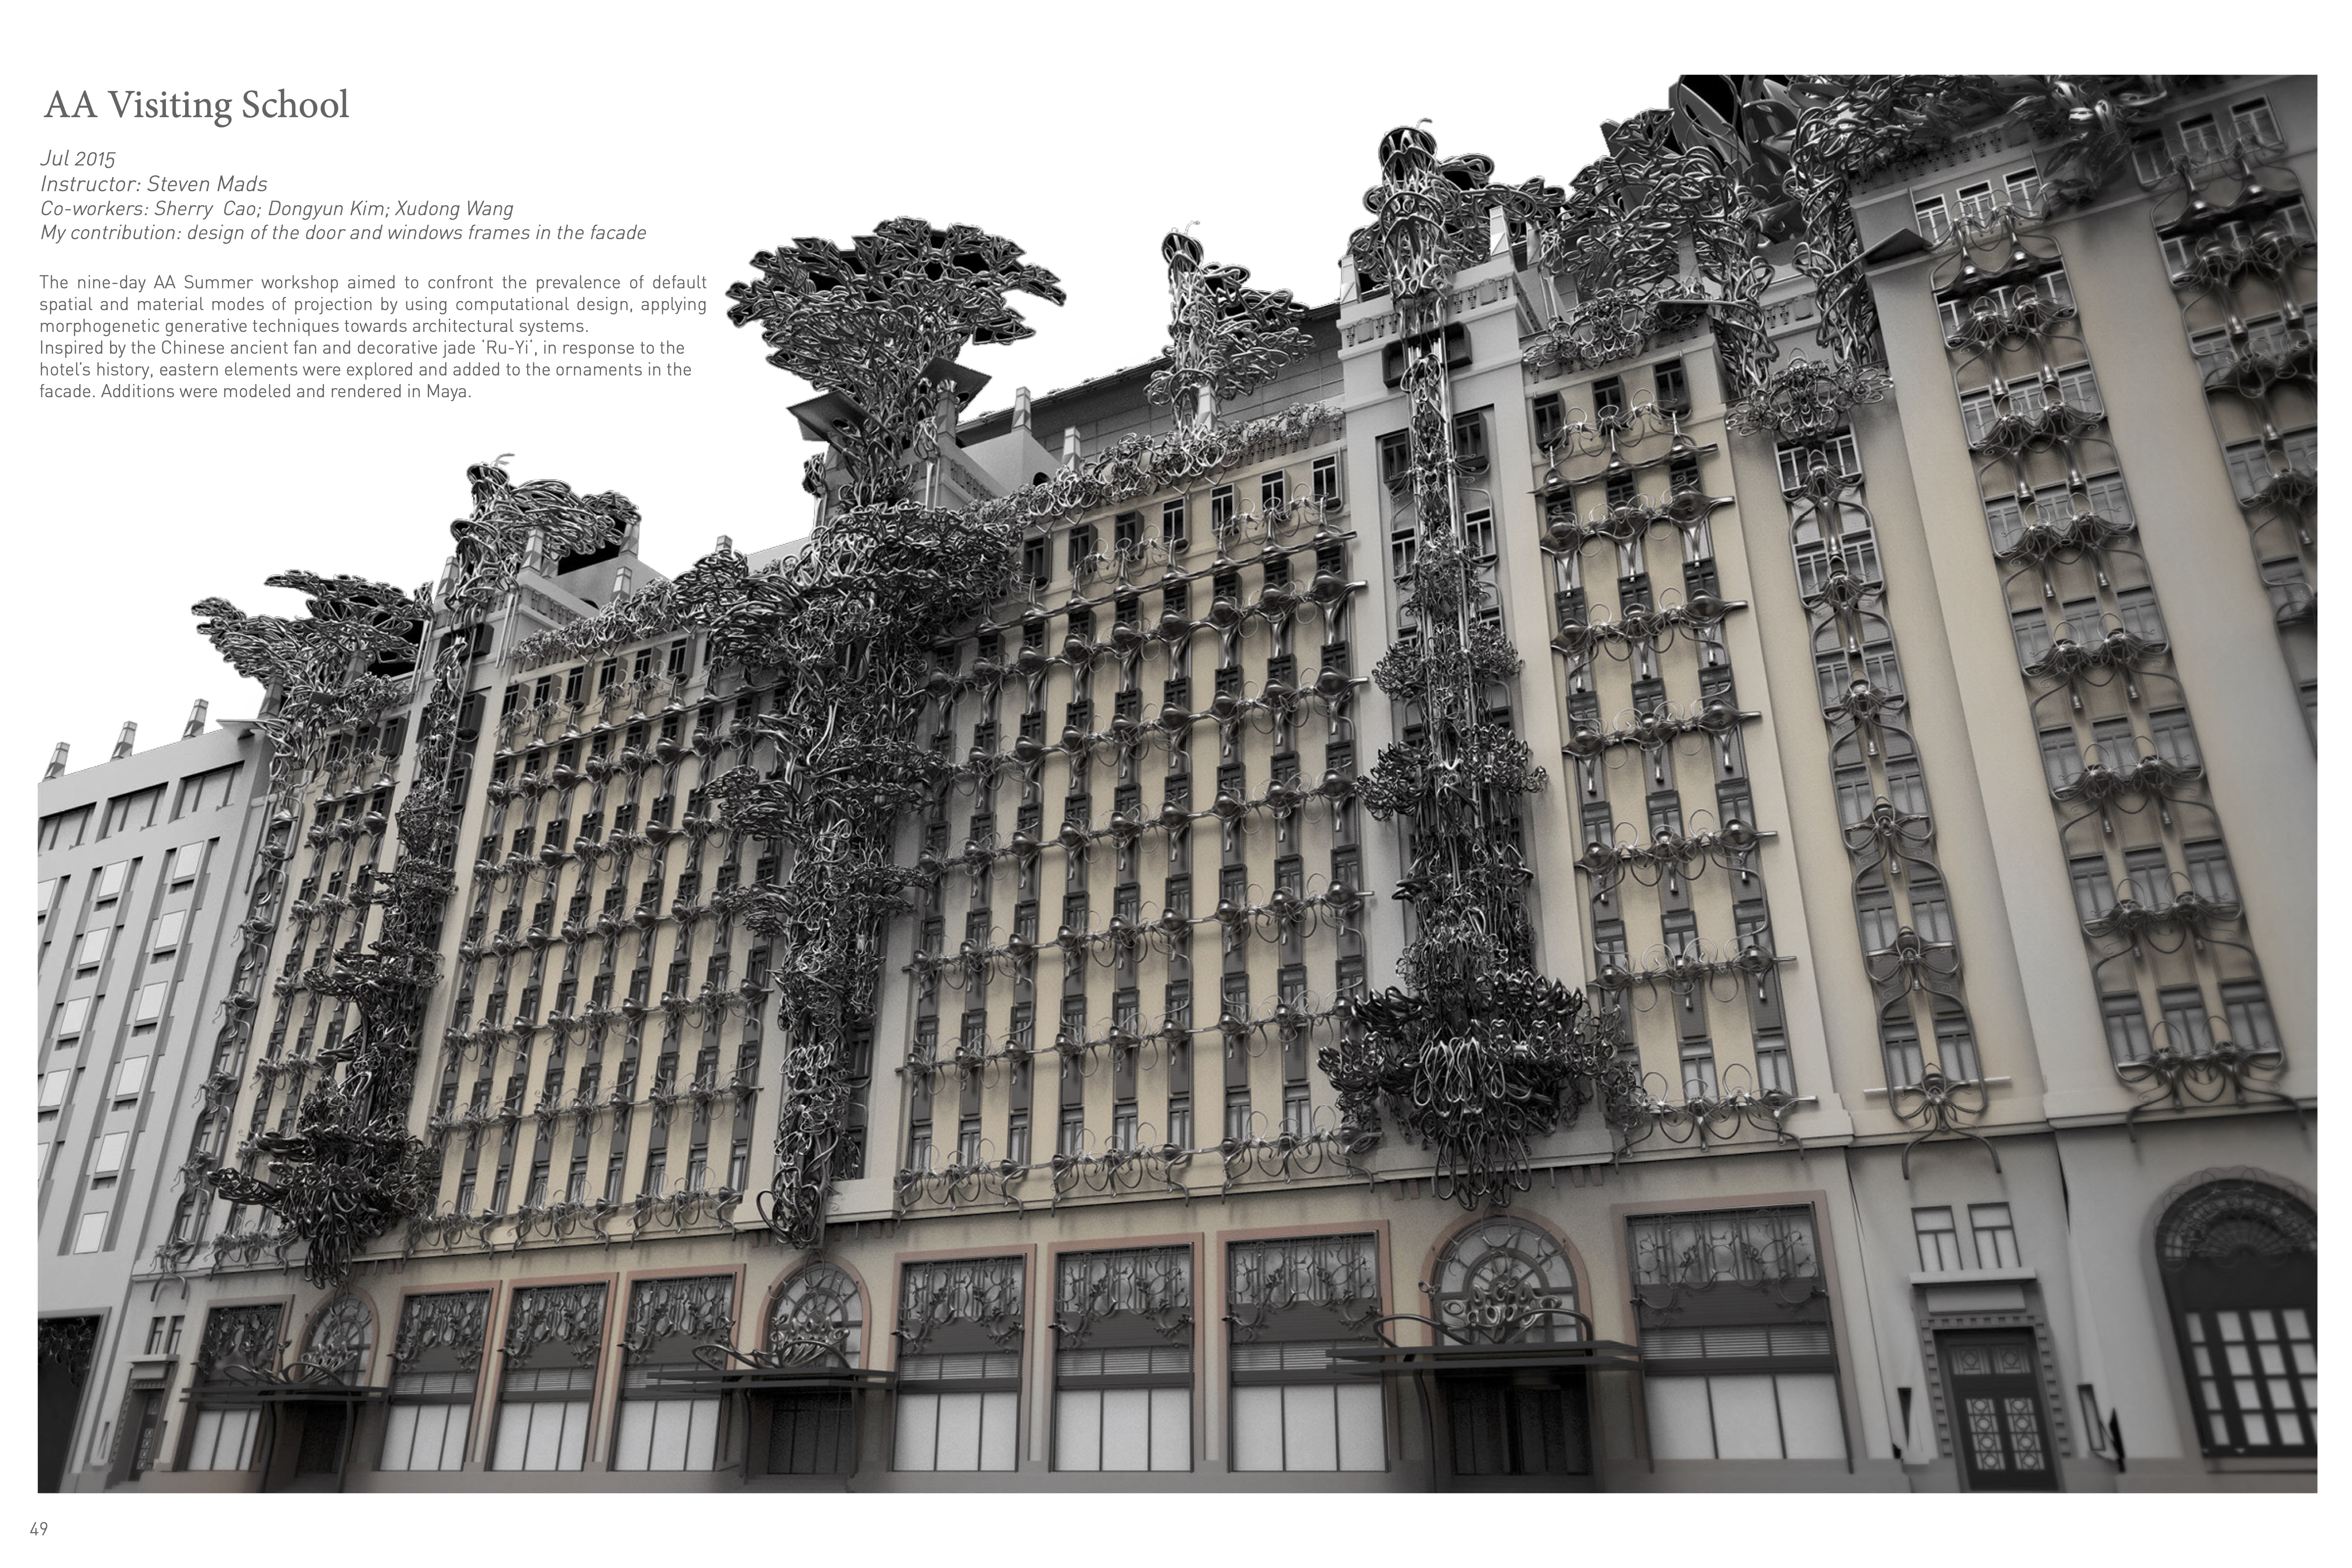 AA Visiting School
Jul 2015
Instructor: Steven Mads
Co-workers: Sherry  Cao; Dongyun Kim; Xudong Wang
My contribution: design of the door and windows frames in the facade
The nine-day AA Summer workshop aimed to confront the prevalence of default
spatial and material modes of projection by using computational design, applying
morphogenetic generative techniques towards architectural systems.
Inspired by the Chinese ancient fan and decorative jade 'Ru-Yi', in response to the
hotel's history, eastern elements were explored and added to the ornaments in the
facade. Additions were modeled and rendered in Maya.
49